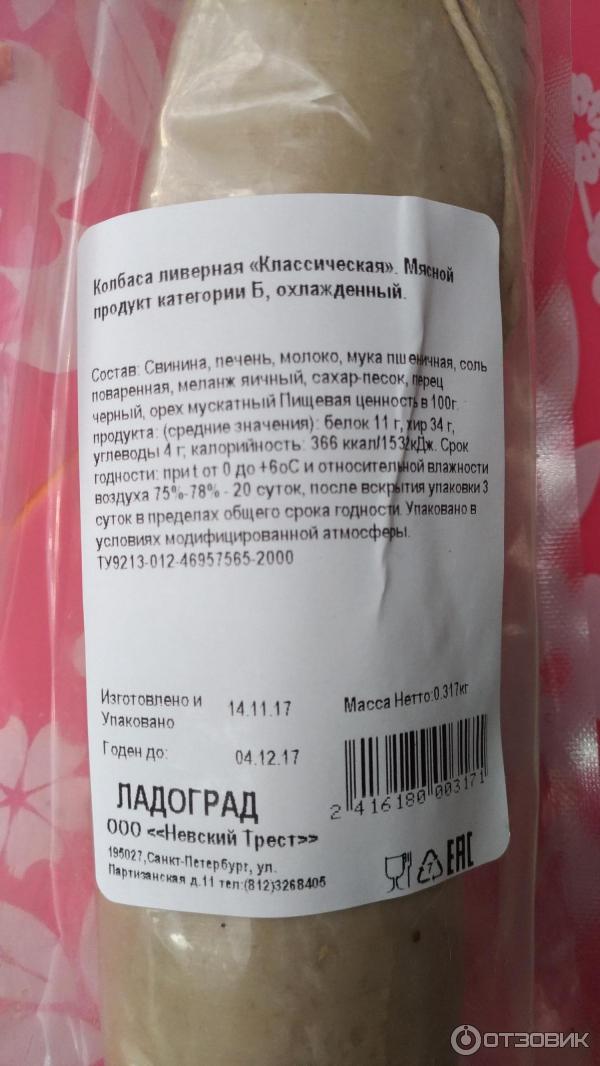 Колбаса ливерная «Классическая». Мясной
продукт категории Б, охлажденный.
Состав: Свинина, печень, молоко, мука пшеничная, соль
поваренная, меланж яичный, сахар-песок, перец
черный, орех мускатный Пищевая ценность в 100г.
продукта: (средние значения): белок 11 г, жир 34 г,
углеводы 4 г; калорийность: 366 ккал/1532кДж. Срок
годности: при t от 0 до +6оС и относительной влажности
воздуха 75%-78% - 20 суток, после вскрытия упаковки 3
суток в пределах общего срока годности. Упаковано в
условиях модифицированной атмосферы.
ТУ9213-012-46957565-2000
Изготовлено и
Упаковано
14.11.17
Масса Нетто:0.317кг
Годен до:
04.12.17
2 416180 003171
ЛАДОГРАД
ООО <<Невский Трест>>
195027,Санкт-Петербург, ул.
Партизанская д.11 тел:(812)3268405
7
EAC
ОТЗОВИК